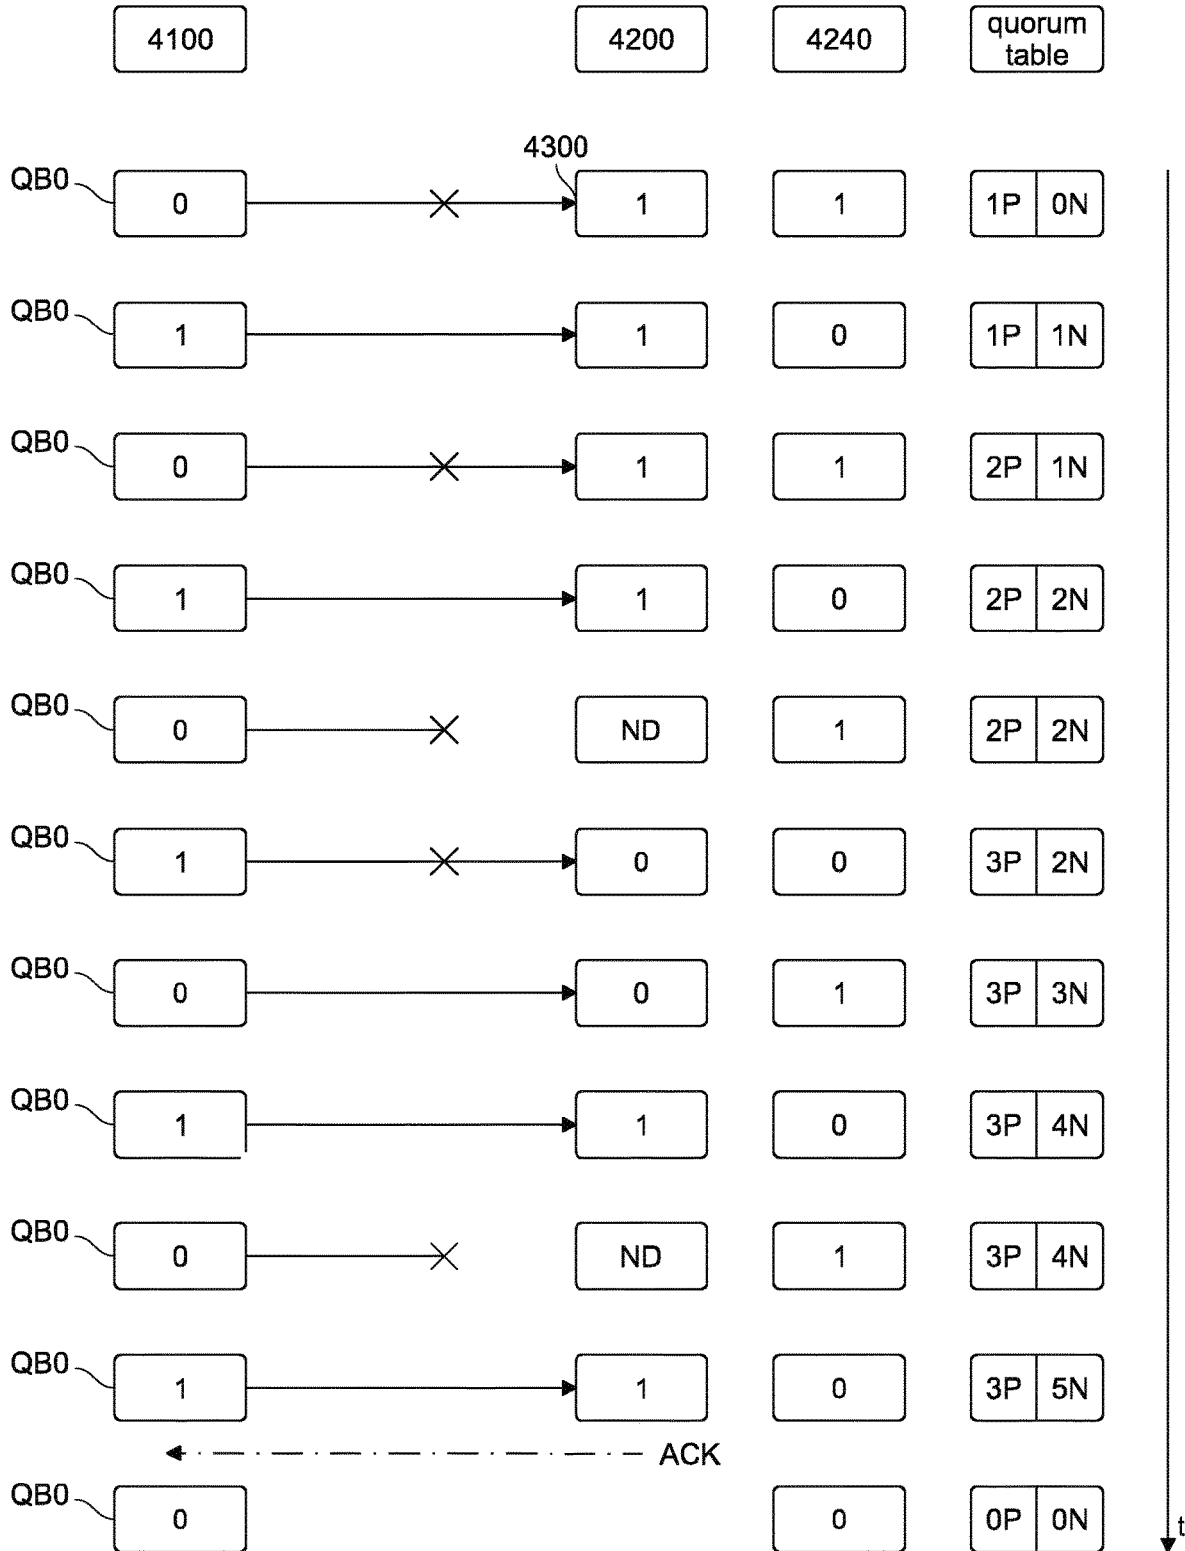 4100 4200 4240 quorum
table
4300
QB0 0 1 1 1P 0N
QB0 1 1 0 1P 1N
QB0 0 1 1 2P 1N
QB0 1 1 0 2P 2N
QB0 0 ND 1 2P 2N
QB0 1 0 0 3P 2N
QB0 0 0 1 3P 3N
QB0 1 1 0 3P 4N
QB0 0 ND 1 3P 4N
QB0 1 1 0 3P 5N
ACK
QB0 0 0 0P 0N
t